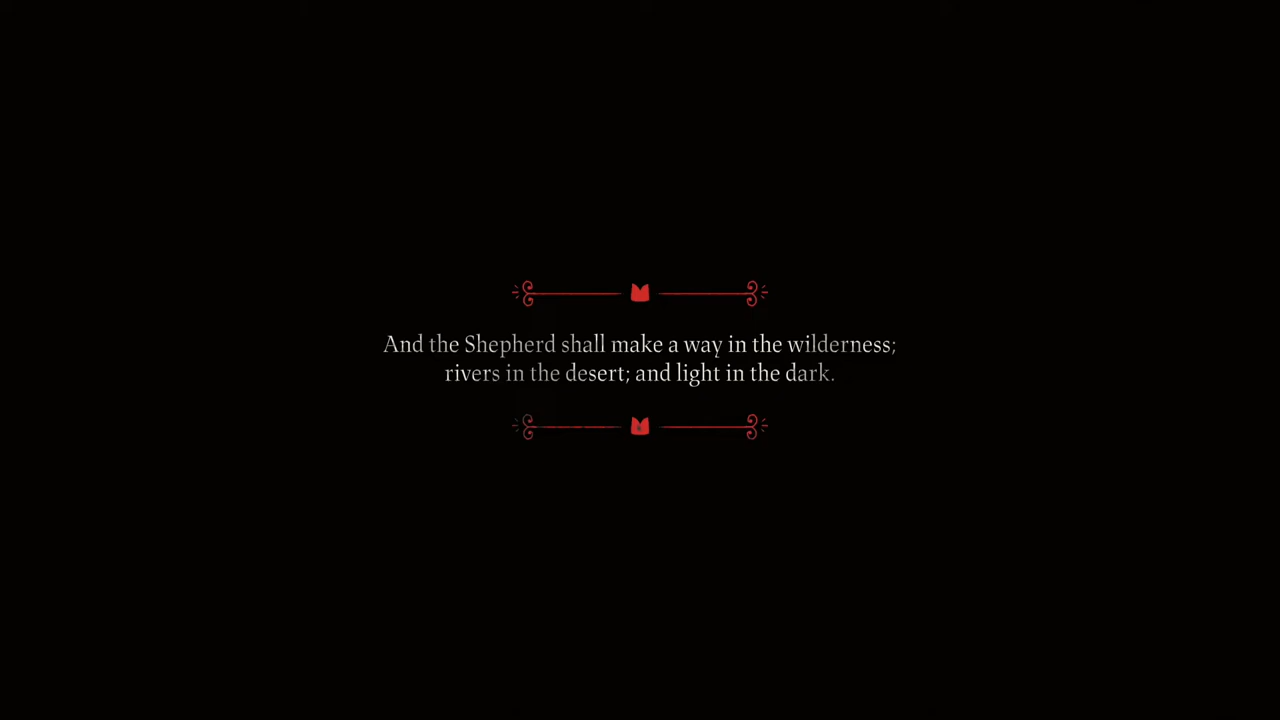 And the Shepherd shall make a way in the wilderness;
rivers in the desert; and light in the dark.